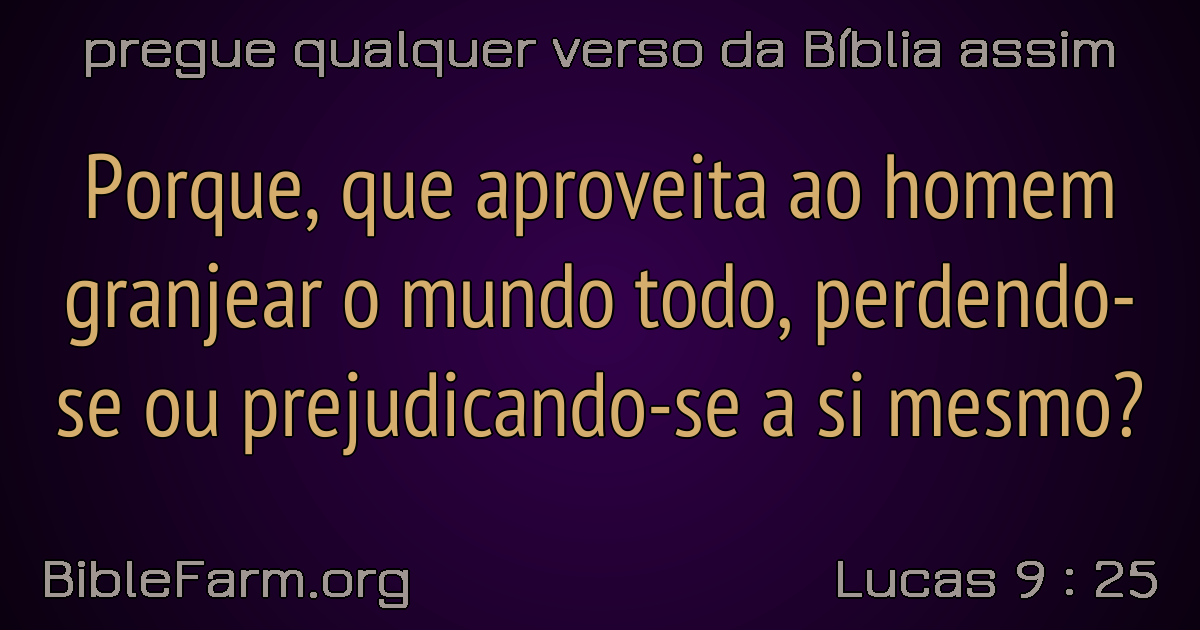 pregue qualquer verso da Bíblia assim
Porque, que aproveita ao homem
granjear o mundo todo, perdendo-
se ou prejudicando-se a si mesmo?
BibleFarm.org
Lucas 9 : 25